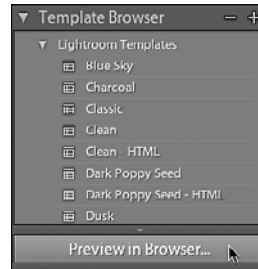 Template Browser
Lightroom Templates
Blue Sky
Charcoal
Classic
Clean
Clean - HTML
Dark Poppy Seed
Dark Poppy Seed - HTML
Dusk
Preview in Browser...